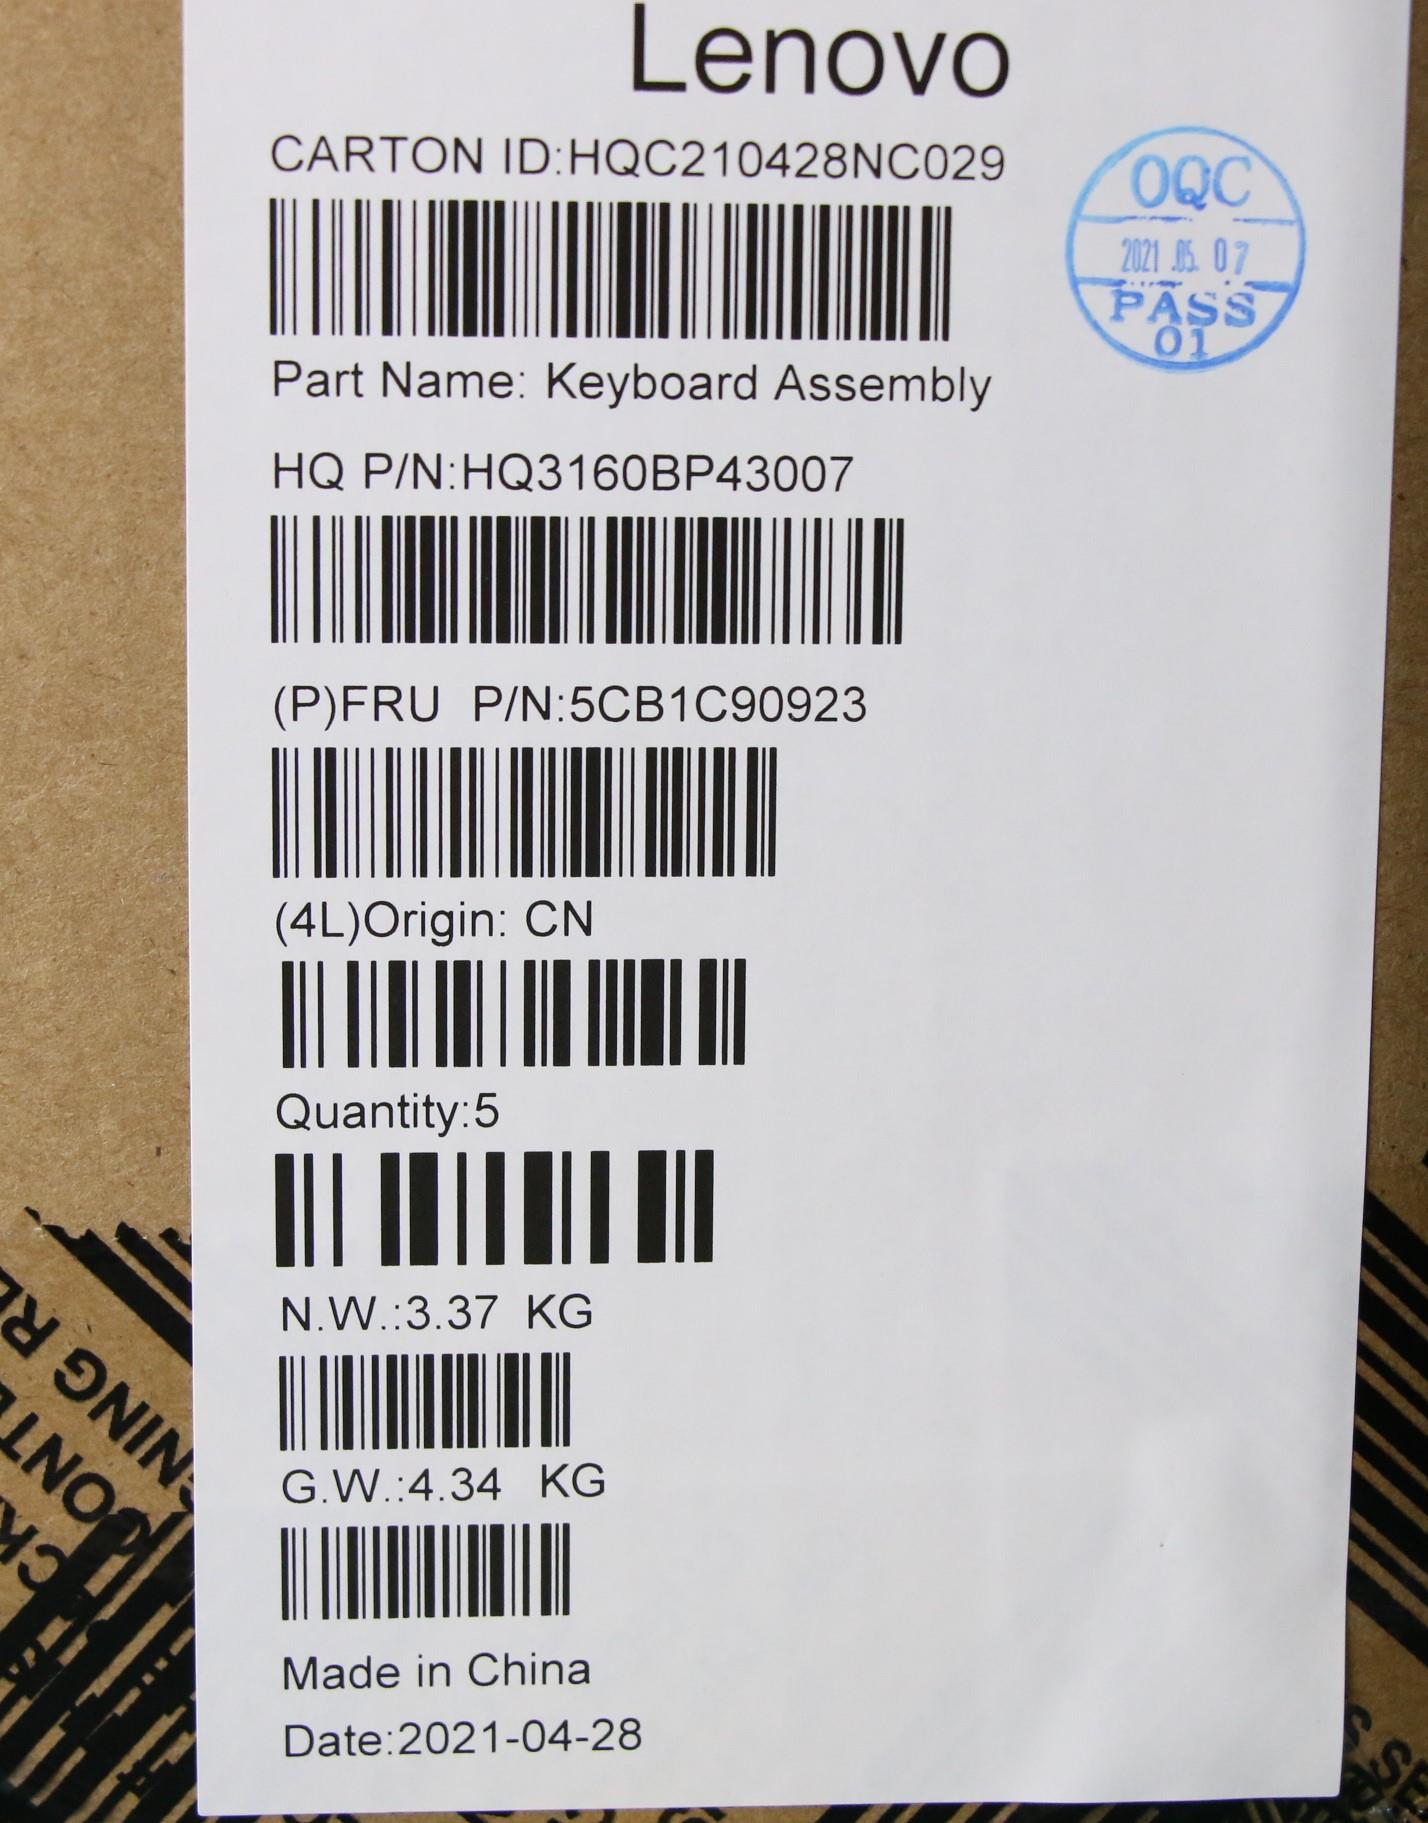 Lenovo
CARTON ID:HQC210428NC029
OQC
2021.05.07
PASS
01
Part Name: Keyboard Assembly
HQ P/N:HQ3160BP43007
(P)FRU P/N:5CB1C90923
(4L)Origin: CN
Quantity:5
N.W.:3.37 KG
G.W.:4.34 KG
Made in China
Date:2021-04-28